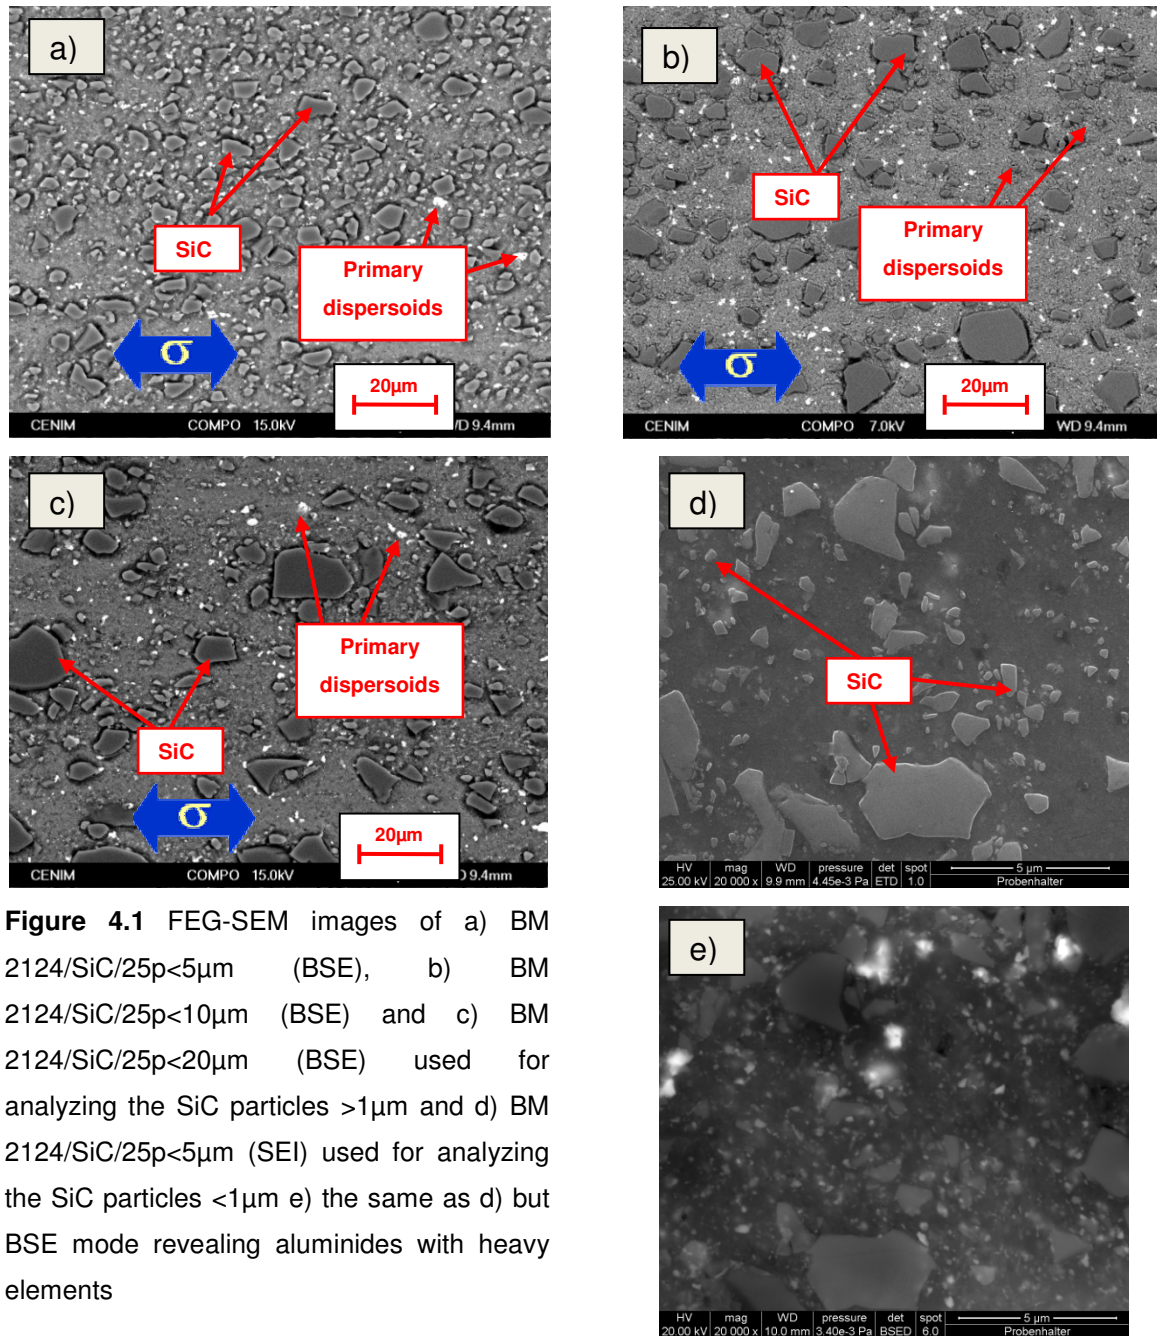 a)
SiC
Primary
dispersoids
σ
20µm
CENIM COMPO 15.0kV WD 9.4mm
b)
SiC
Primary
dispersoids
σ
20µm
CENIM COMPO 7.0kV WD 9.4mm
c)
Primary
dispersoids
SiC
σ
20µm
CENIM COMPO 15.0kV 9.4mm
d)
SiC
HV mag WD pressure det spot 5 µm
25.00 kV 20 000 x 9.9 mm 4.45e-3 Pa ETD 1.0 Probenhalter
Figure 4.1 FEG-SEM images of a) BM
2124/SiC/25p<5µm (BSE), b) BM
2124/SiC/25p<10µm (BSE) and c) BM
2124/SiC/25p<20µm (BSE) used for
analyzing the SiC particles >1µm and d) BM
2124/SiC/25p<5µm (SEI) used for analyzing
the SiC particles <1µm e) the same as d) but
BSE mode revealing aluminides with heavy
elements
e)
HV mag WD pressure det spot 5 µm
20.00 kV 20 000 x 10.0 mm 3.40e-3 Pa BSED 6.0 Probenhalter